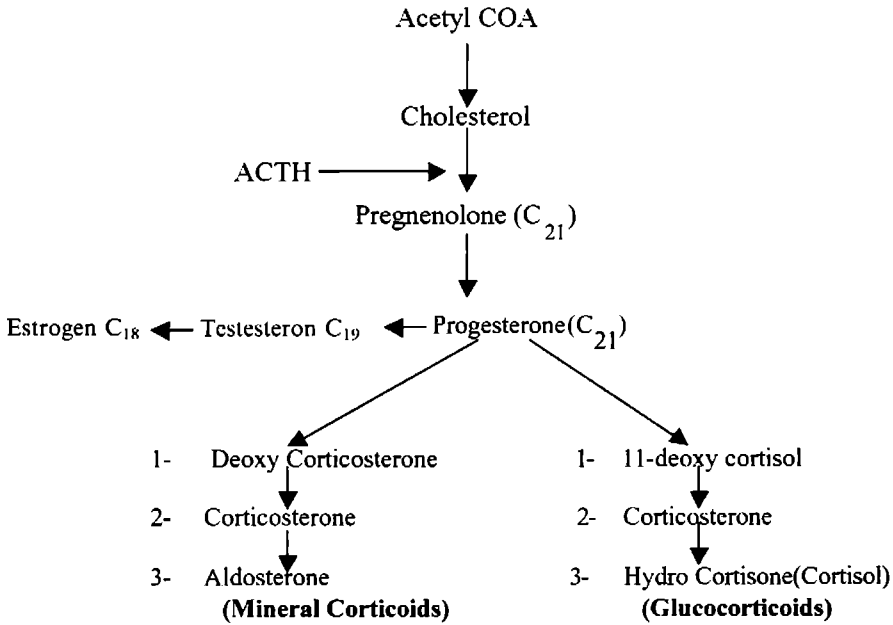 Acetyl COA
Cholesterol
ACTH
Pregnenolone (C21)
Estrogen C18 Testesteron C19 Progesterone(C21)
1- Deoxy Corticosterone 1- 11-deoxy cortisol
2- Corticosterone 2- Corticosterone
3- Aldosterone 3- Hydro Cortisone(Cortisol)
(Mineral Corticoids) (Glucocorticoids)